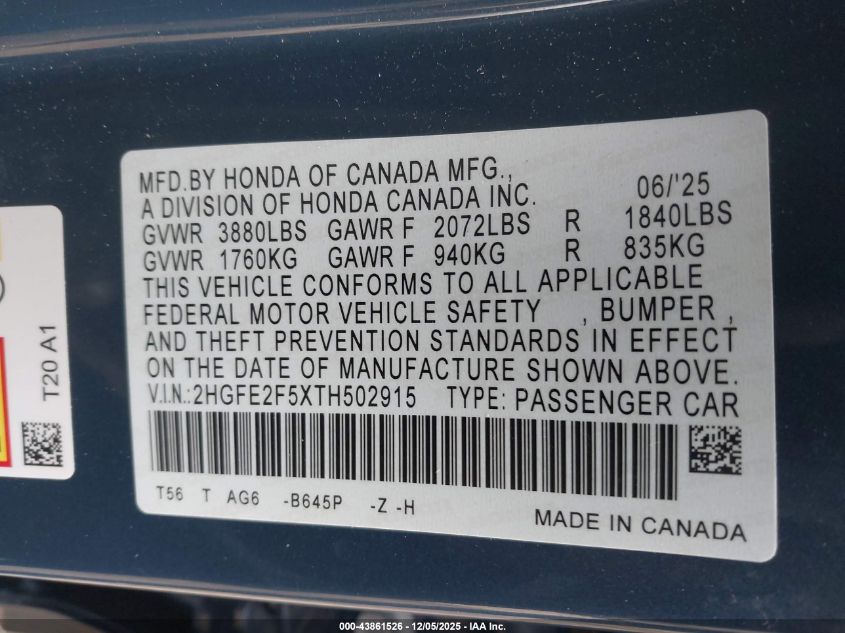 MFD.BY HONDA OF CANADA MFG.,
A DIVISION OF HONDA CANADA INC. 06/'25
GVWR 3880LBS GAWR F 2072LBS R 1840LBS
GVWR 1760KG GAWR F 940KG R 835KG
THIS VEHICLE CONFORMS TO ALL APPLICABLE
FEDERAL MOTOR VEHICLE SAFETY , BUMPER ,
AND THEFT PREVENTION STANDARDS IN EFFECT
ON THE DATE OF MANUFACTURE SHOWN ABOVE.
V.I.N.:2HGFE2F5XTH502915 TYPE: PASSENGER CAR
T56 T AG6 -B645P -Z -H
MADE IN CANADA
T20 A1
000-43861526 - 12/05/2025 - IAA Inc.